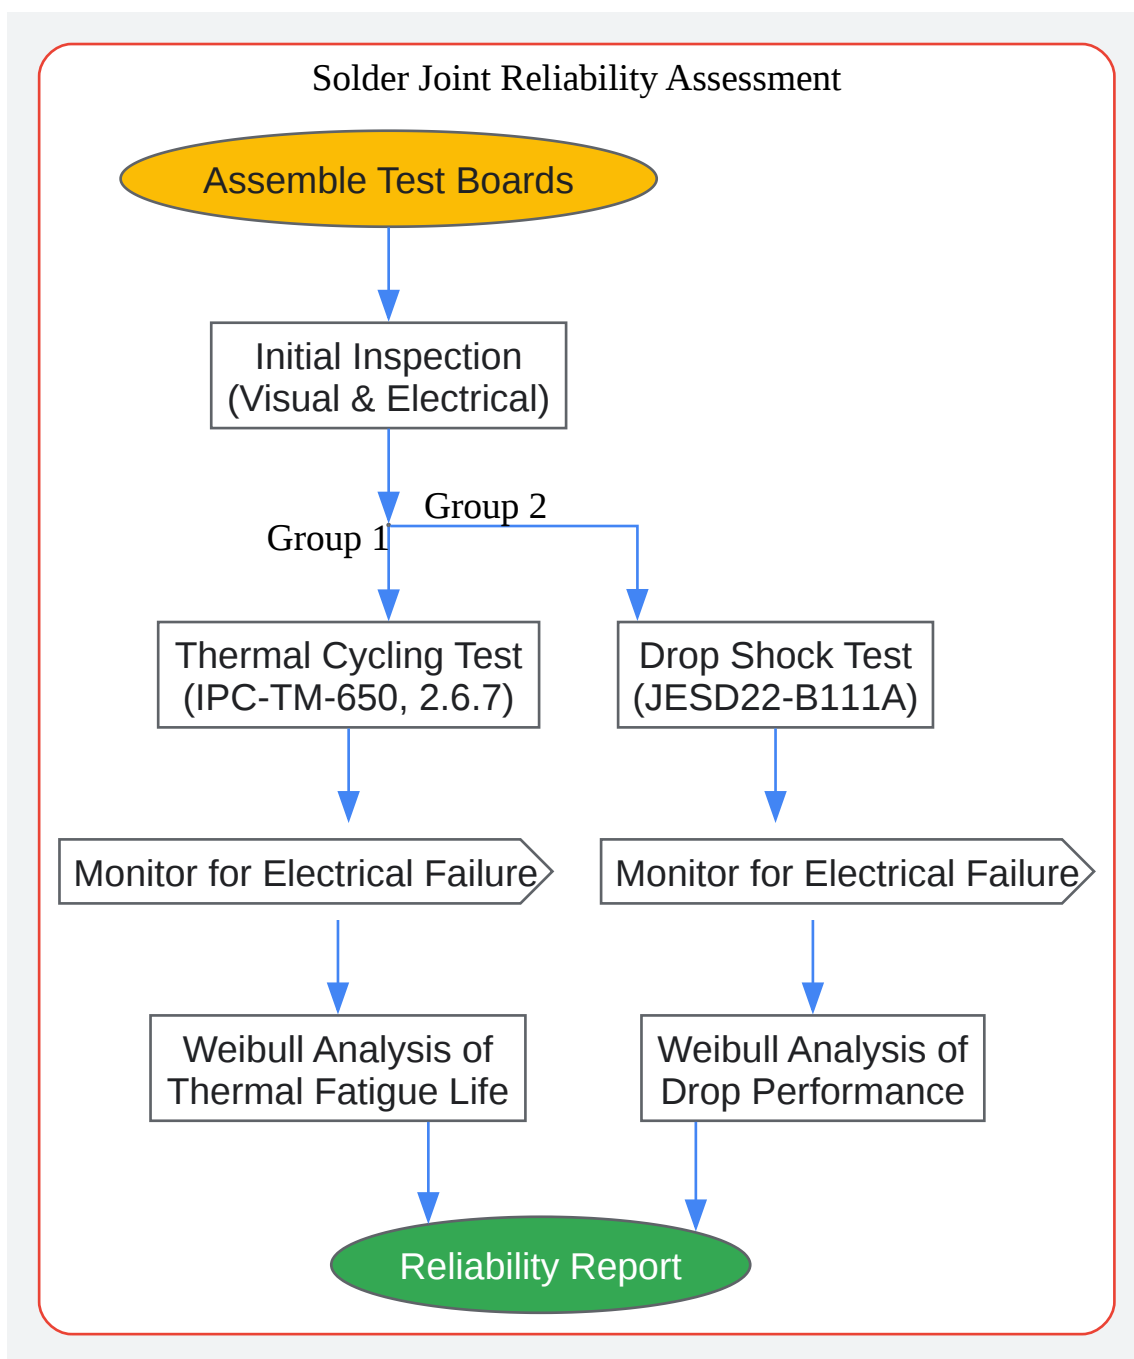 Solder Joint Reliability Assessment
Assemble Test Boards
Initial Inspection
(Visual & Electrical)
Group 2
Group 1
Thermal Cycling Test
(IPC-TM-650, 2.6.7)
Drop Shock Test
(JESD22-B111A)
Monitor for Electrical Failure
Monitor for Electrical Failure
Weibull Analysis of
Thermal Fatigue Life
Weibull Analysis of
Drop Performance
Reliability Report